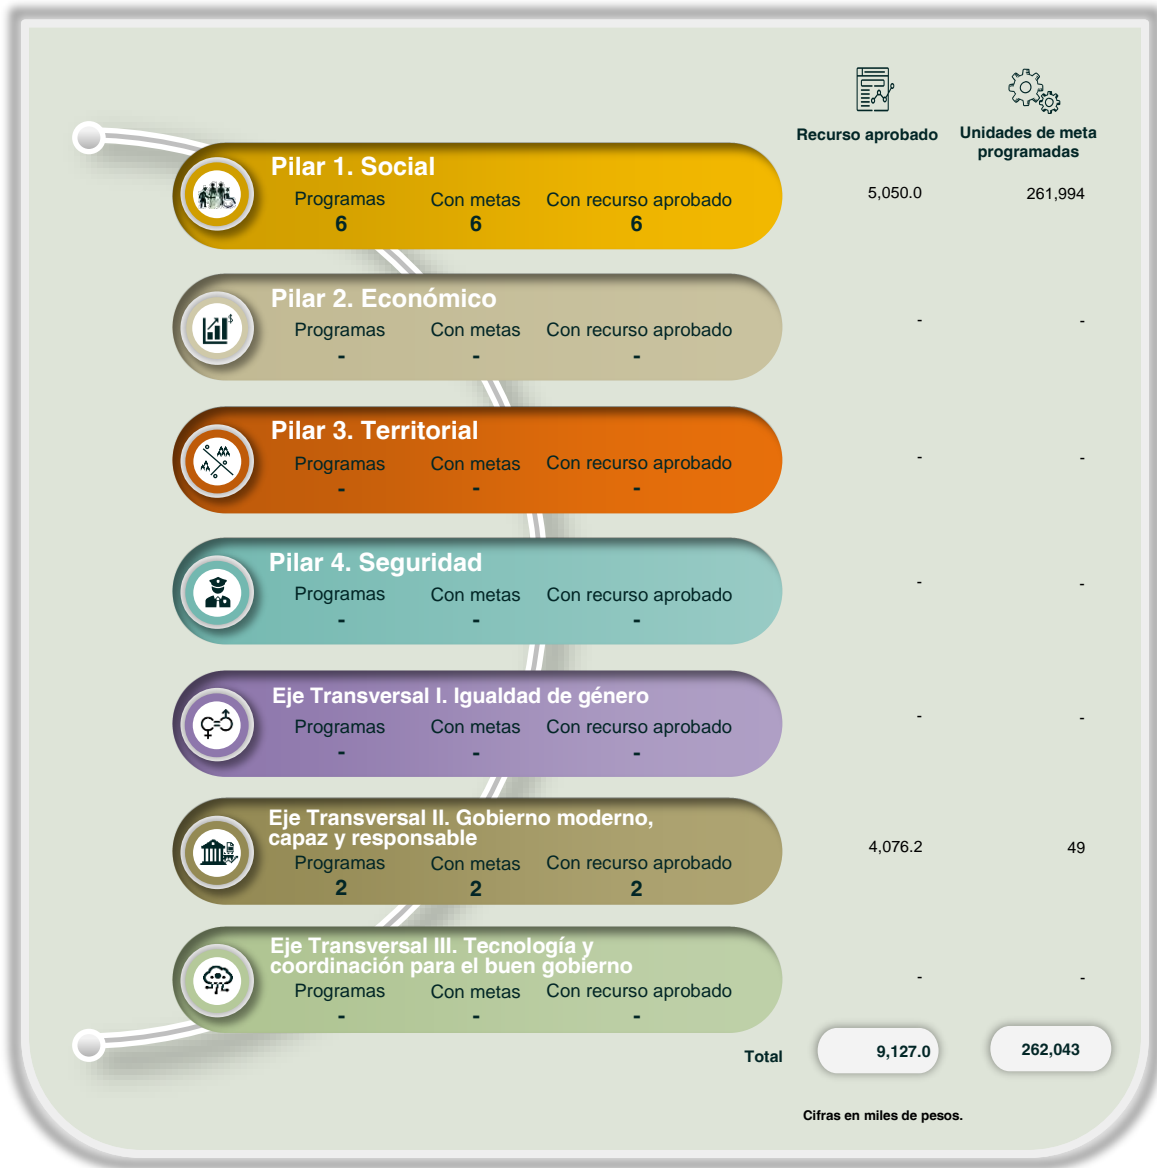 Recurso aprobado
Unidades de meta
programadas
Pilar 1. Social
Programas Con metas Con recurso aprobado
6 6 6
5,050.0 261,994
Pilar 2. Económico
Programas Con metas Con recurso aprobado
- - -
- -
Pilar 3. Territorial
Programas Con metas Con recurso aprobado
- - -
- -
Pilar 4. Seguridad
Programas Con metas Con recurso aprobado
- - -
- -
Eje Transversal I. Igualdad de género
Programas Con metas Con recurso aprobado
- - -
- -
Eje Transversal II. Gobierno moderno,
capaz y responsable
Programas Con metas Con recurso aprobado
2 2 2
4,076.2 49
Eje Transversal III. Tecnología y
coordinación para el buen gobierno
Programas Con metas Con recurso aprobado
- - -
- -
Total 9,127.0 262,043
Cifras en miles de pesos.